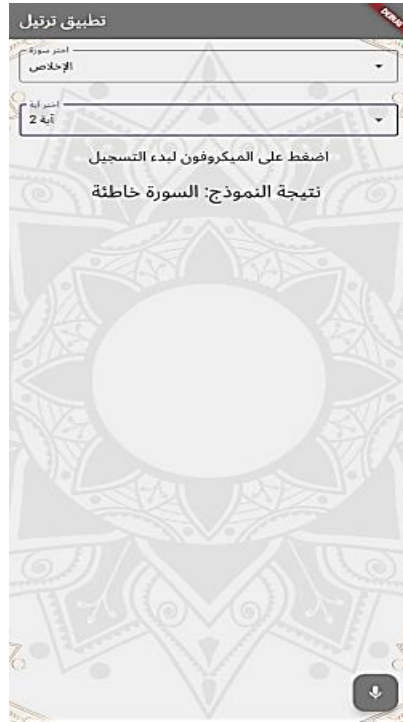 تطبيق ترتيل
DEBUG
اختر سورة
الإخلاص
اختر آية
آية 2
اضغط على الميكروفون لبدء التسجيل
نتيجة النموذج: السورة خاطئة